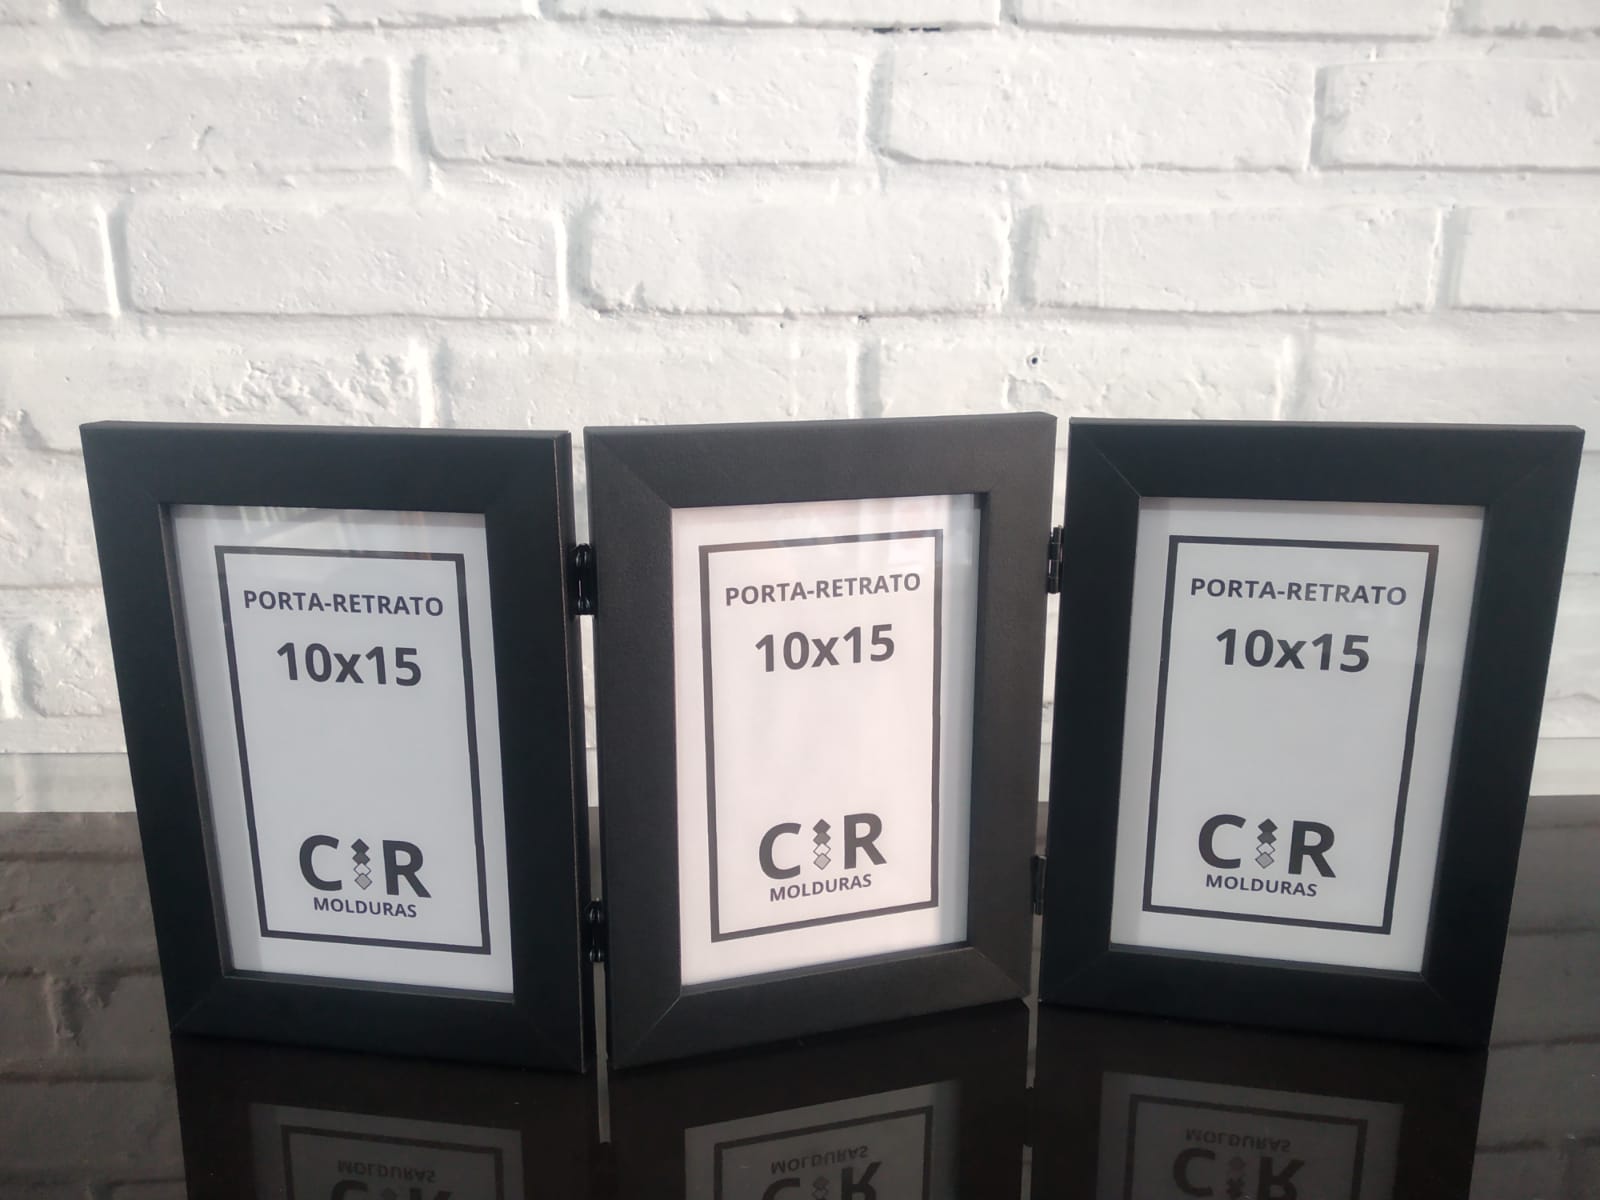 PORTA-RETRATO
10x15
CR
MOLDURAS
PORTA-RETRATO
10x15
CR
MOLDURAS
PORTA-RETRATO
10x15
CR
MOLDURAS